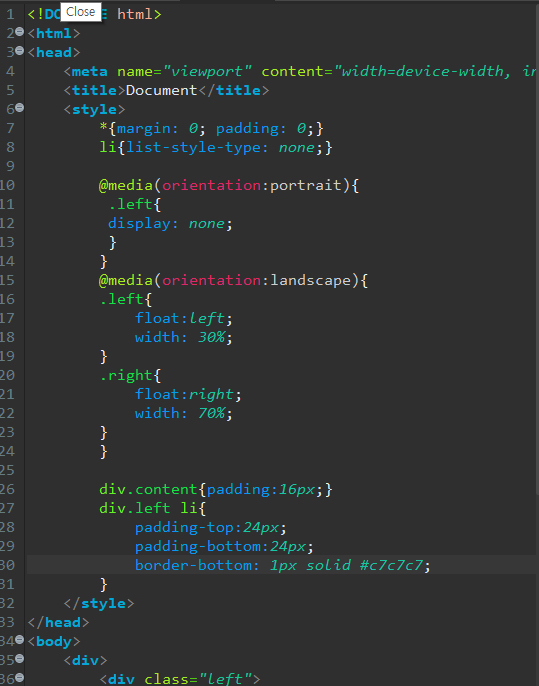 Close
1 <!DO E html>
2 <html>
3 <head>
4 <meta name="viewport" content="width=device-width, in
5 <title>Document</title>
6 <style>
7 *{margin: 0; padding: 0;}
8 li{list-style-type: none;}
9
10 @media(orientation:portrait){
11 .left{
12 display: none;
13 }
14 }
15 @media(orientation:landscape){
16 .left{
17 float:left;
18 width: 30%;
19 }
20 .right{
21 float:right;
22 width: 70%;
23 }
24 }
25
26 div.content{padding:16px;}
27 div.left li{
28 padding-top:24px;
29 padding-bottom:24px;
30 border-bottom: 1px solid #c7c7c7;
31 }
32 </style>
33 </head>
34 <body>
35 <div>
36 <div class="left">